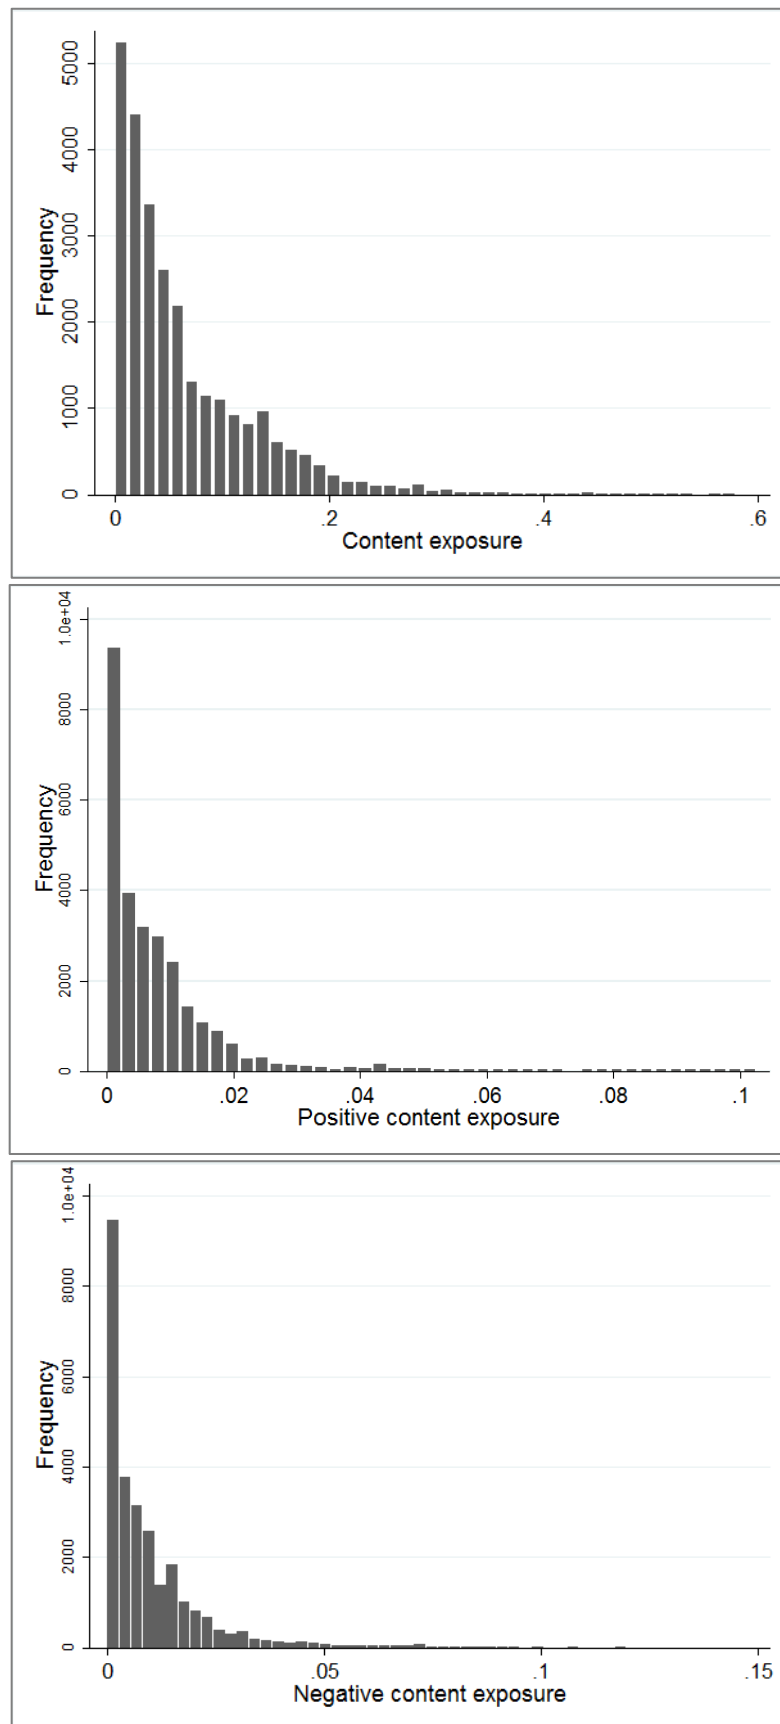 Frequency
5000
4000
3000
2000
1000
0
0 .2 .4 .6
Content exposure
Frequency
1.0e+04
8000
6000
4000
2000
0
0 .02 .04 .06 .08 .1
Positive content exposure
Frequency
1.0e+04
8000
6000
4000
2000
0
0 .05 .1 .15
Negative content exposure